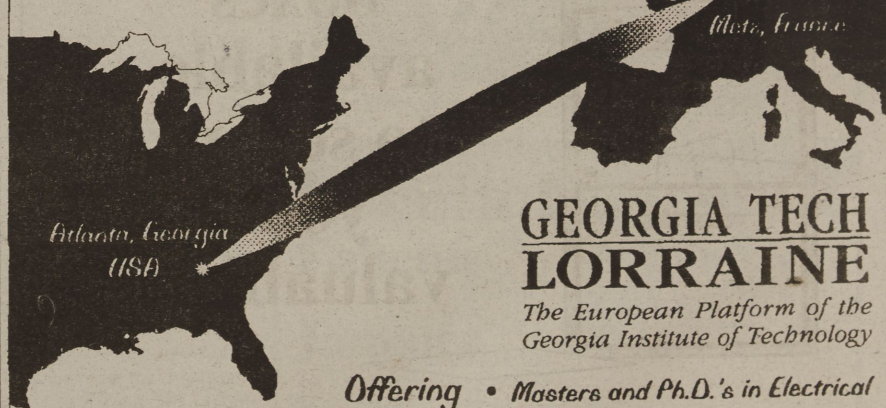 Metz, France
Atlanta, Georgia
USA
GEORGIA TECH
LORRAINE
The European Platform of the
Georgia Institute of Technology
Offering • Masters and Ph.D.'s in Electrical